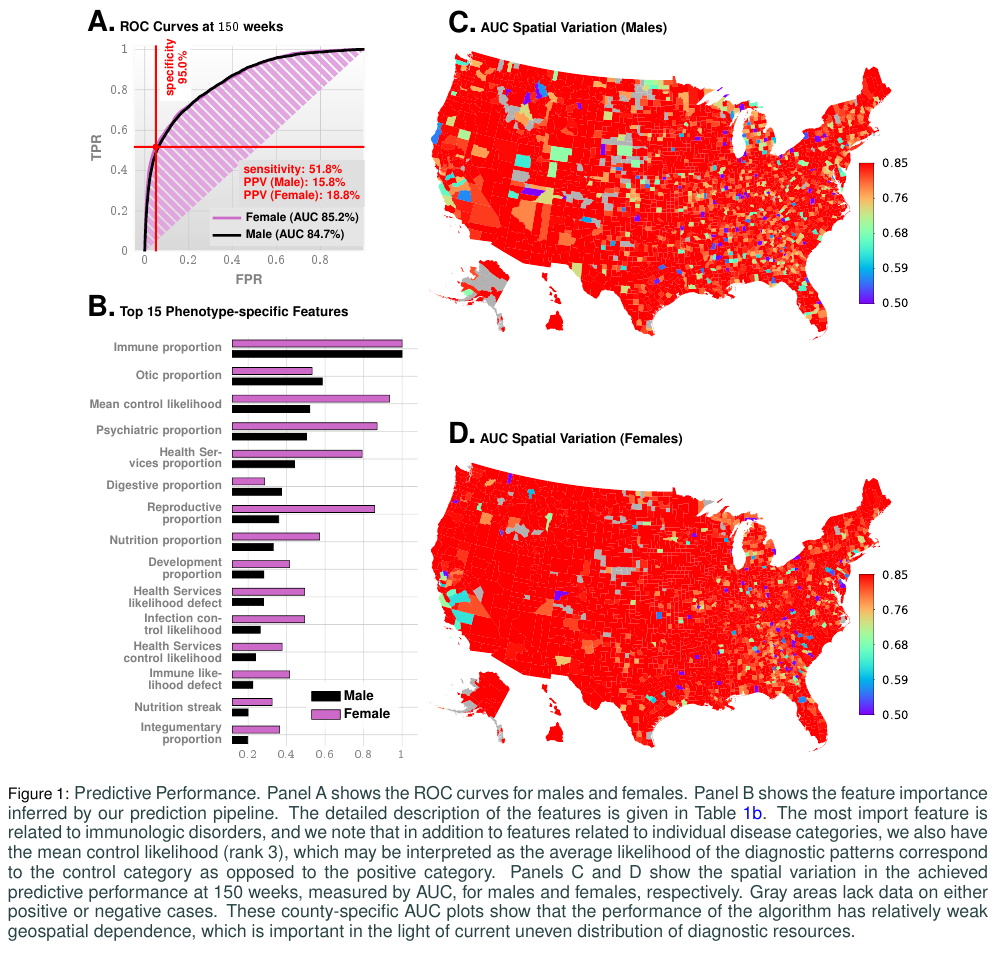 A. ROC Curves at 150 weeks
1
0.8
0.6
0.4
0.2
0
TPR
specificity
95.0%
sensitivity: 51.8%
PPV (Male): 15.8%
PPV (Female): 18.8%
Female (AUC 85.2%)
Male (AUC 84.7%)
0 0.2 0.4 0.6 0.8
FPR
B. Top 15 Phenotype-specific Features
Immune proportion
Otic proportion
Mean control likelihood
Psychiatric proportion
Health Ser-
vices proportion
Digestive proportion
Reproductive
proportion
Nutrition proportion
Development
proportion
Health Services
likelihood defect
Infection con-
trol likelihood
Health Services
control likelihood
Immune like-
lihood defect
Nutrition streak
Integumentary
proportion
Male
Female
0.2 0.4 0.6 0.8 1
C. AUC Spatial Variation (Males)
0.85
0.76
0.68
0.59
0.50
D. AUC Spatial Variation (Females)
0.85
0.76
0.68
0.59
0.50
Figure 1: Predictive Performance. Panel A shows the ROC curves for males and females. Panel B shows the feature importance
inferred by our prediction pipeline. The detailed description of the features is given in Table 1b. The most import feature is
related to immunologic disorders, and we note that in addition to features related to individual disease categories, we also have
the mean control likelihood (rank 3), which may be interpreted as the average likelihood of the diagnostic patterns correspond
to the control category as opposed to the positive category. Panels C and D show the spatial variation in the achieved
predictive performance at 150 weeks, measured by AUC, for males and females, respectively. Gray areas lack data on either
positive or negative cases. These county-specific AUC plots show that the performance of the algorithm has relatively weak
geospatial dependence, which is important in the light of current uneven distribution of diagnostic resources.